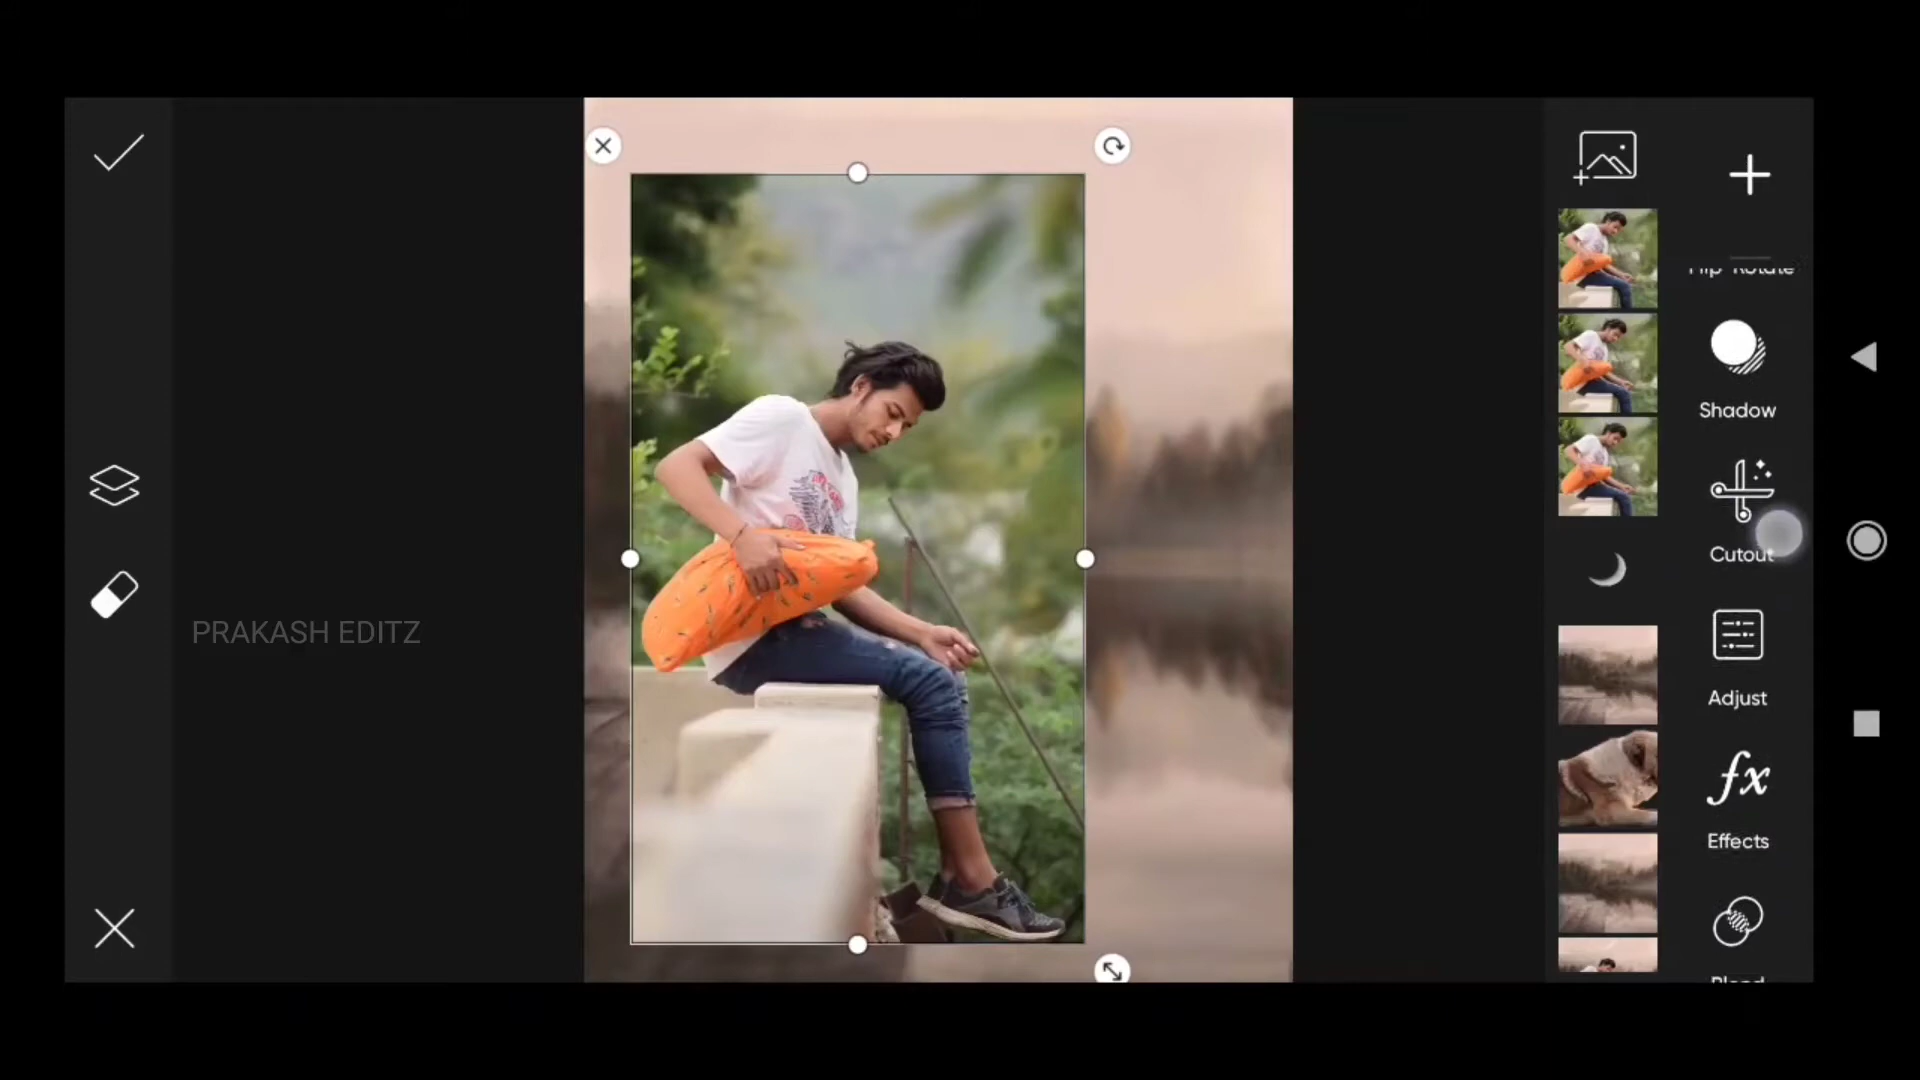 Shadow
Cutout
Adjust
fx
Effects
PRAKASH EDITZ